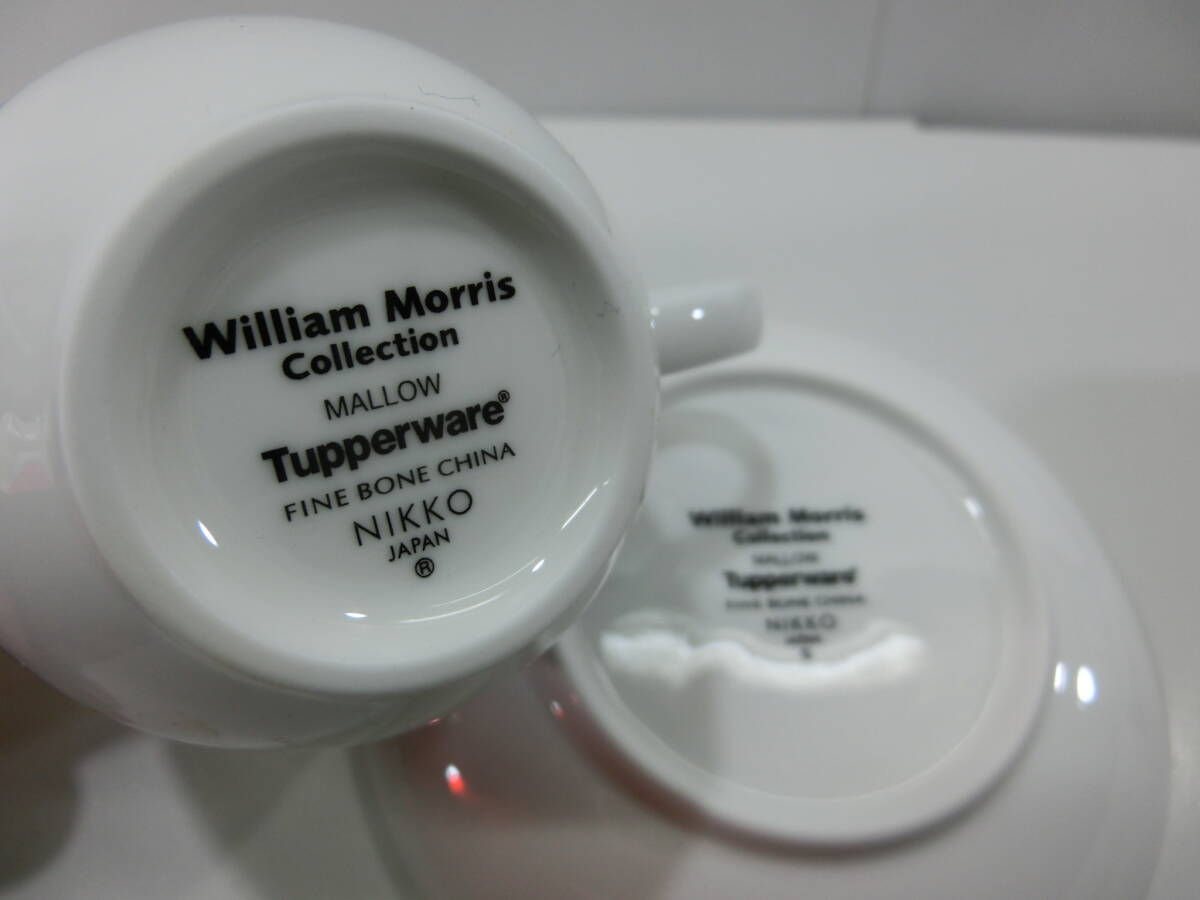 William Morris
Collection
MALLOW
Tupperware®
FINE BONE CHINA
NIKKO
JAPAN
®
William Morris
Collection
MALLOW
Tupperware®
FINE BONE CHINA
NIKKO